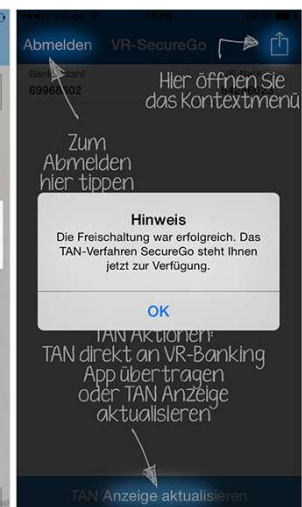 Abmelden VR-SecureGo
Hier öffnen Sie
das Kontextmenü
Zum
Abmelden
hier tippen
Hinweis
Die Freischaltung war erfolgreich. Das
TAN-Verfahren SecureGo steht Ihnen
jetzt zur Verfügung.
OK
TAN Aktionen:
TAN direkt an VR-Banking
App übertragen
oder TAN Anzeige
aktualisieren
TAN Anzeige aktualisieren